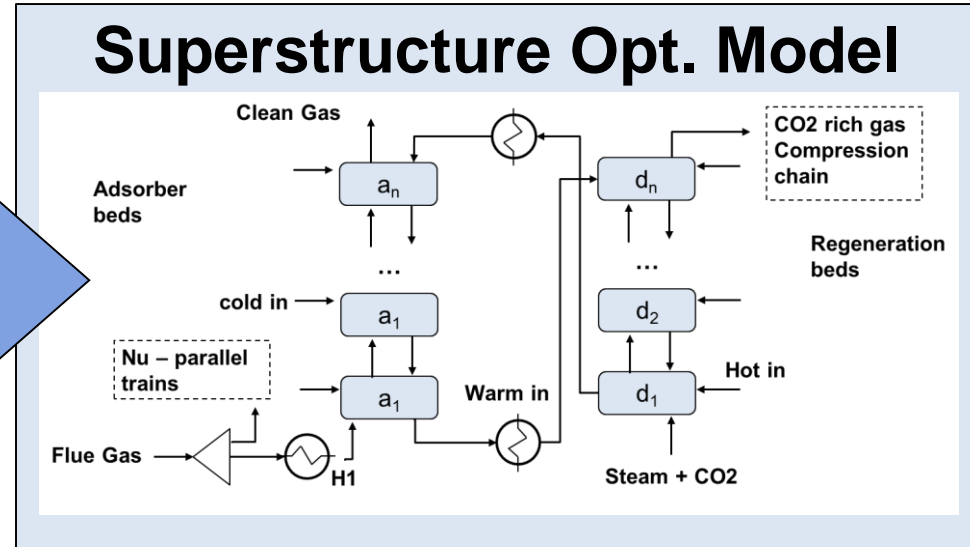 Superstructure Opt. Model
Clean Gas
CO2 rich gas
Compression
chain
Adsorber
beds
aₙ
dₙ
Regeneration
beds
...
...
cold in
a₁
d₂
Nu – parallel
trains
Warm in
Hot in
a₁
d₁
Flue Gas
H1
Steam + CO2